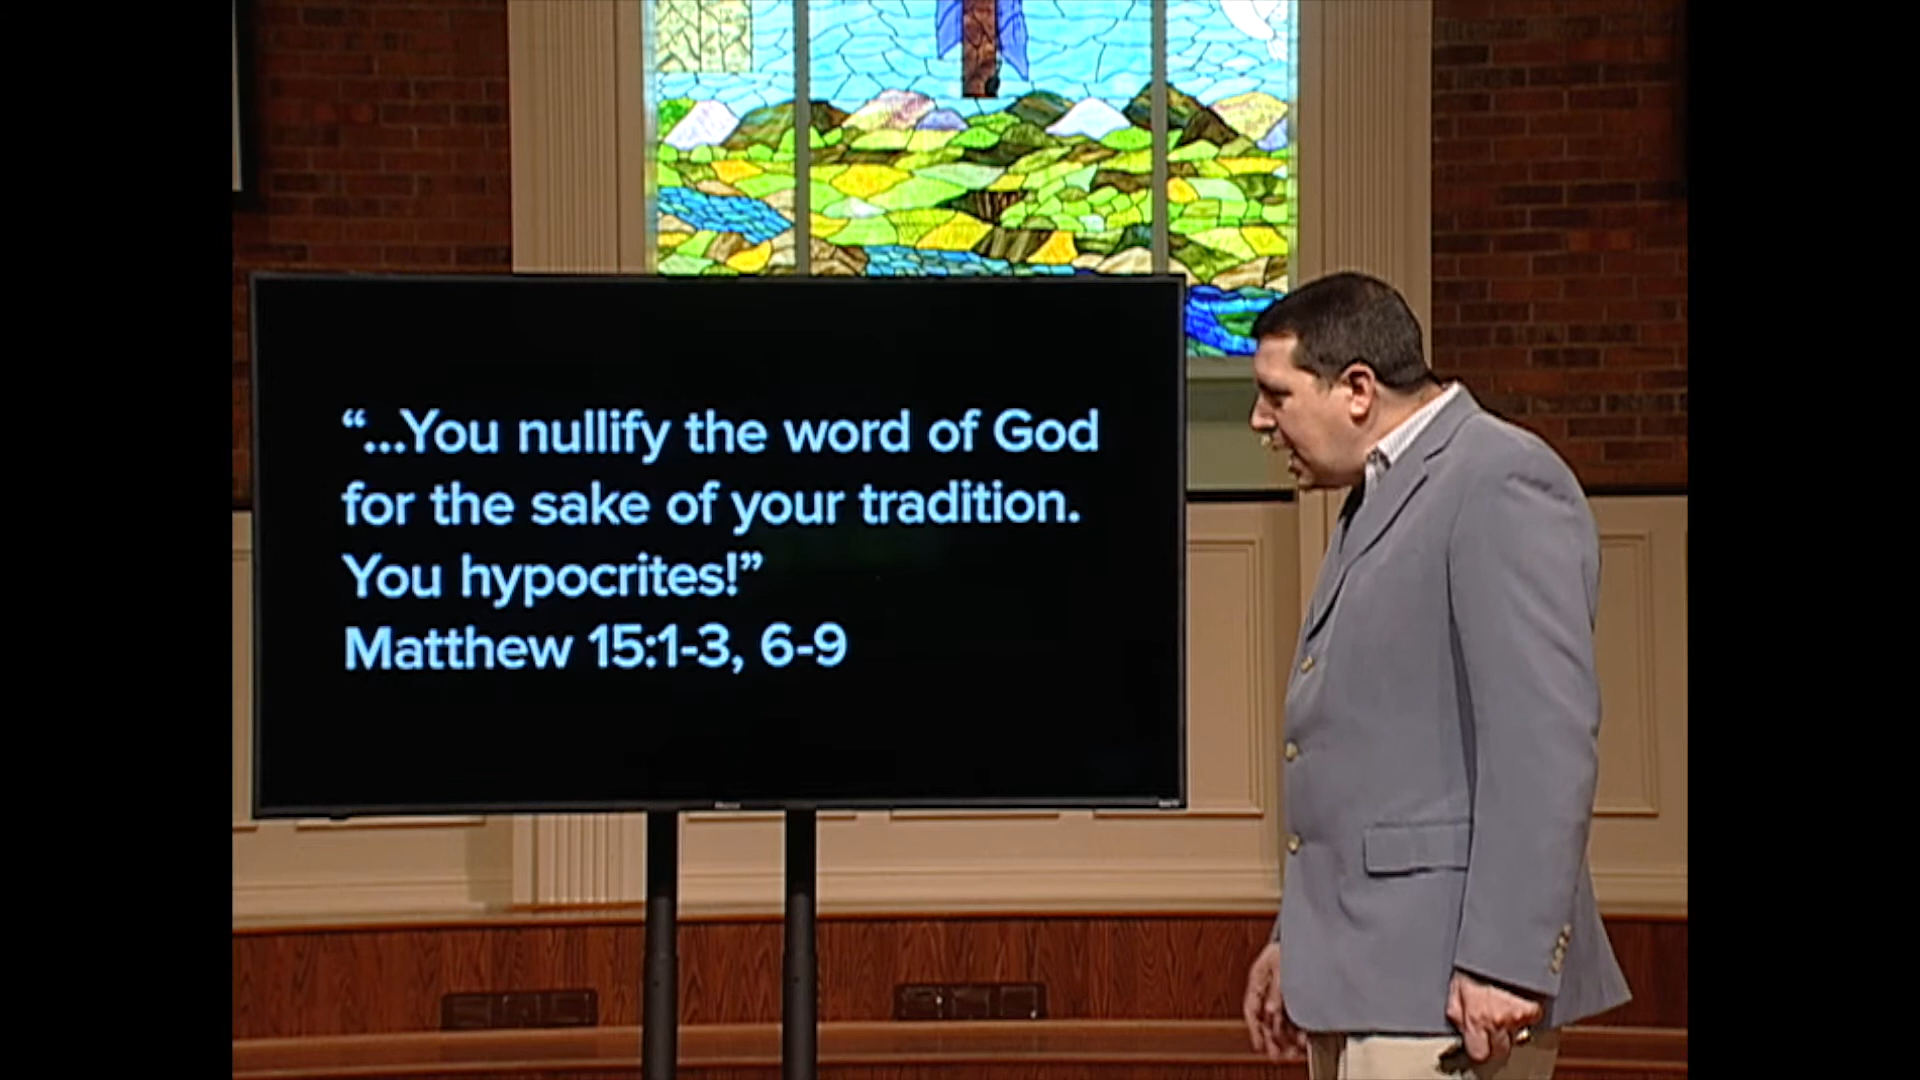 “...You nullify the word of God
for the sake of your tradition.
You hypocrites!”
Matthew 15:1-3, 6-9